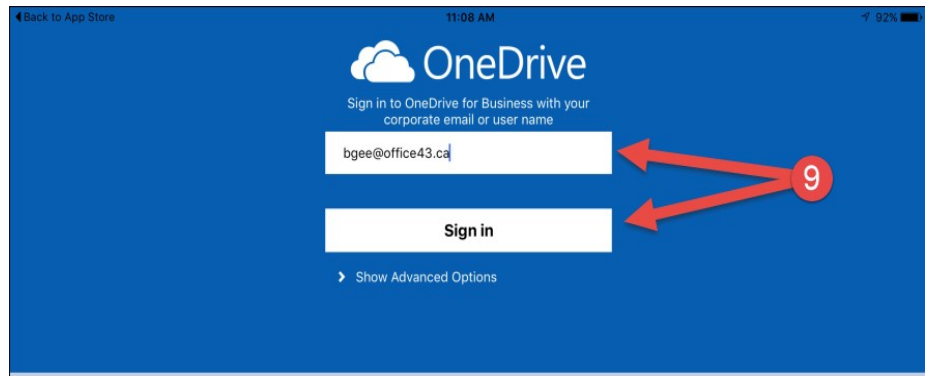 Back to App Store
11:08 AM
92%
OneDrive
Sign in to OneDrive for Business with your
corporate email or user name
bgee@office43.ca
9
Sign in
Show Advanced Options